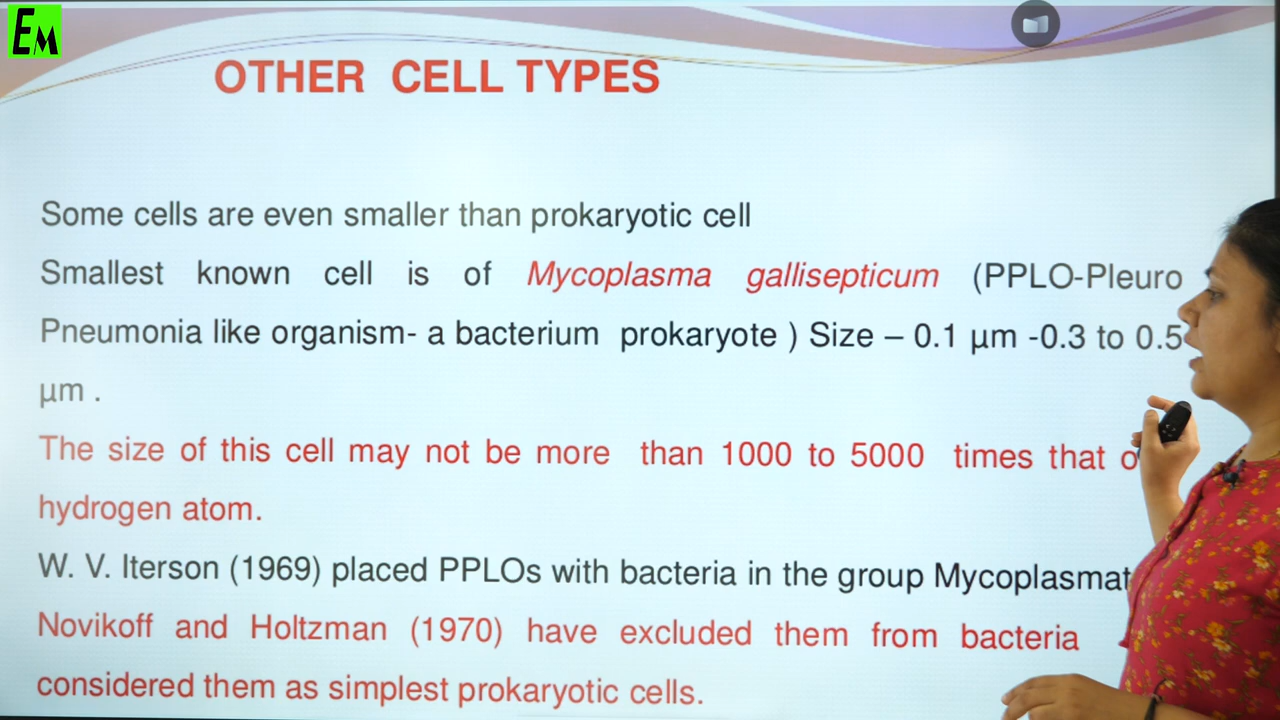 EM
OTHER CELL TYPES
Some cells are even smaller than prokaryotic cell
Smallest known cell is of Mycoplasma gallisepticum (PPLO-Pleuro
Pneumonia like organism- a bacterium prokaryote ) Size – 0.1 µm -0.3 to 0.5
µm .
The size of this cell may not be more than 1000 to 5000 times that
hydrogen atom.
W. V. Iterson (1969) placed PPLOs with bacteria in the group
Novikoff and Holtzman (1970) have excluded them from bacteria
considered them as simplest prokaryotic cells.